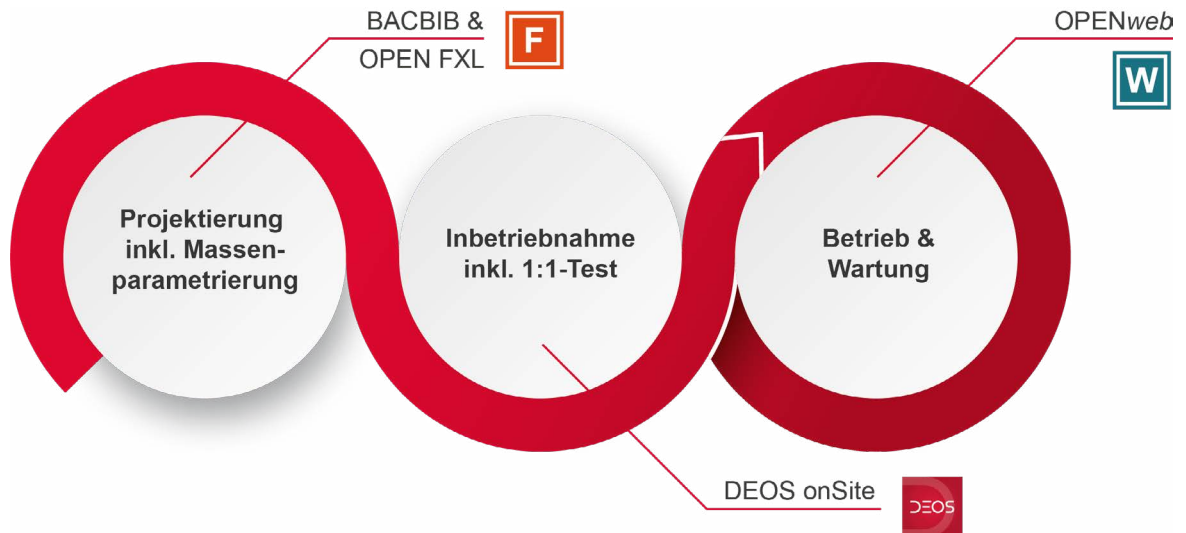 BACBIB &
OPEN FXL
F
OPENweb
W
Projektierung
inkl. Massen-
parametrierung
Inbetriebnahme
inkl. 1:1-Test
Betrieb &
Wartung
DEOS onSite
DEOS